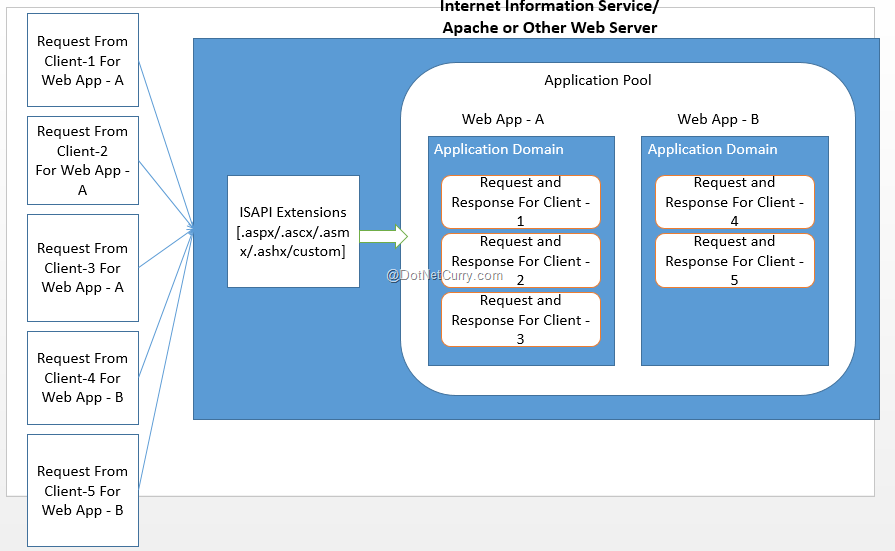 Internet Information Service/
Apache or Other Web Server
Request From
Client-1 For
Web App - A
Request From
Client-2
For Web App -
A
Request From
Client-3 For
Web App - A
Request From
Client-4 For
Web App - B
Request From
Client-5 For
Web App - B
ISAPI Extensions
[.aspx/.ascx/.asm
x/.ashx/custom]
Application Pool
Web App - A
Application Domain
Request and
Response For Client -
1
Request and
Response For Client -
2
Request and
Response For Client -
3
Web App - B
Application Domain
Request and
Response For Client -
4
Request and
Response For Client -
5
@DotNetCurry.com